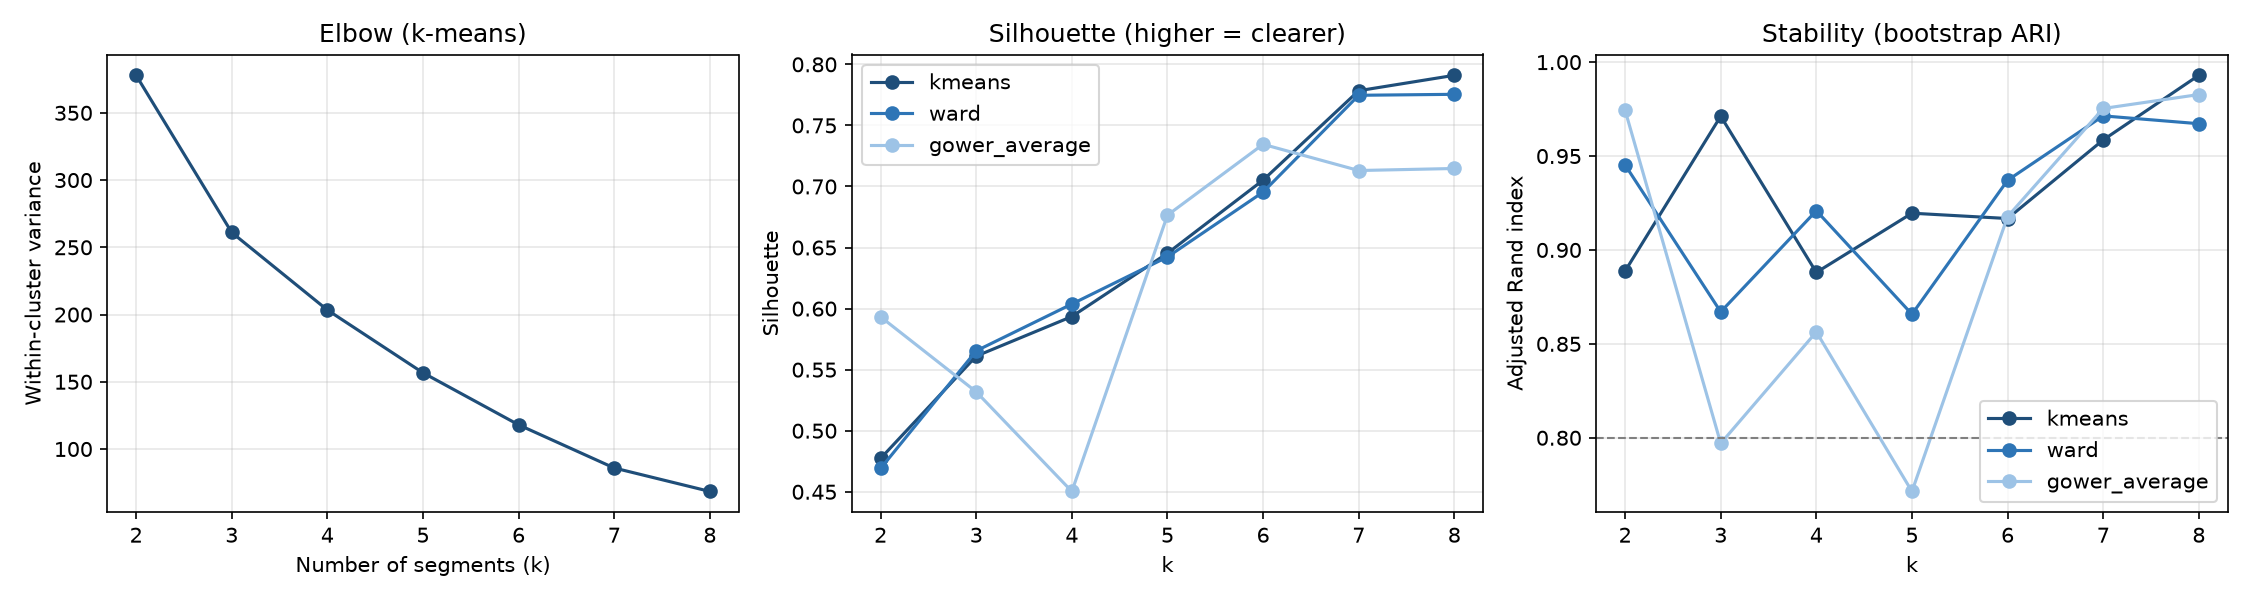 Elbow (k-means)
Within-cluster variance
350
300
250
200
150
100
2 3 4 5 6 7 8
Number of segments (k)
Silhouette (higher = clearer)
Silhouette
0.80
0.75
0.70
0.65
0.60
0.55
0.50
0.45
kmeans
ward
gower_average
2 3 4 5 6 7 8
k
Stability (bootstrap ARI)
Adjusted Rand index
1.00
0.95
0.90
0.85
0.80
kmeans
ward
gower_average
2 3 4 5 6 7 8
k